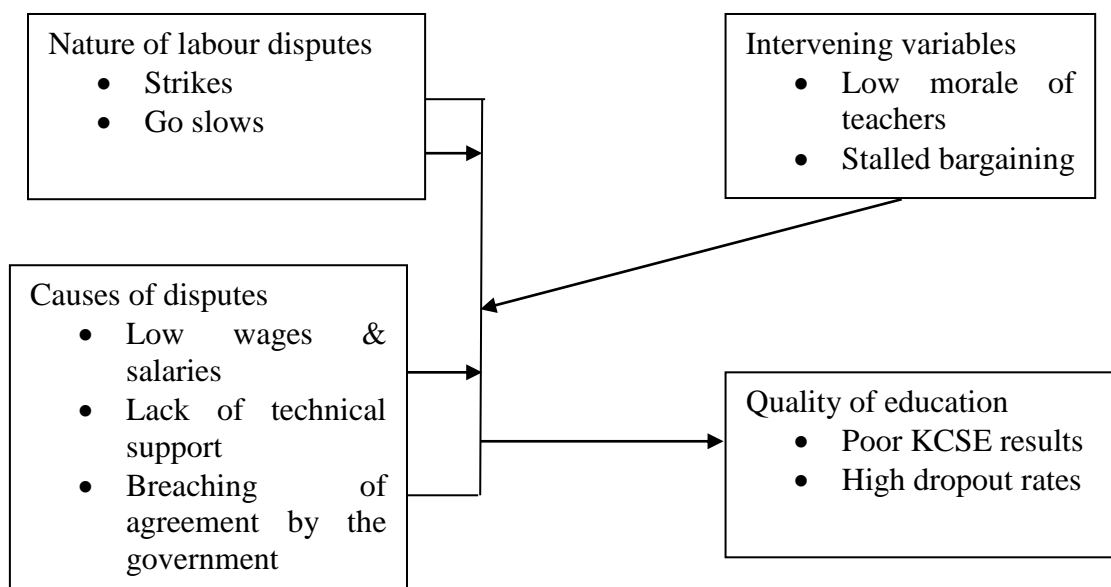 Nature of labour disputes
• Strikes
• Go slows
Intervening variables
• Low morale of
teachers
• Stalled bargaining
Causes of disputes
• Low wages &
salaries
• Lack of technical
support
• Breaching of
agreement by the
government
Quality of education
• Poor KCSE results
• High dropout rates